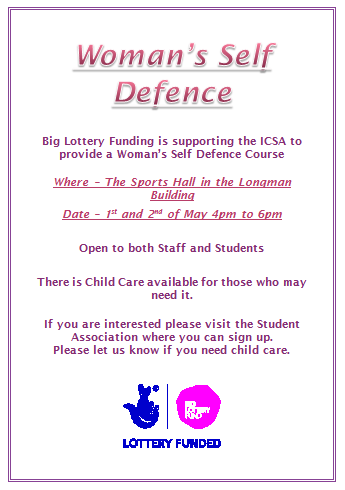 Woman's Self
Defence
Big Lottery Funding is supporting the ICSA to
provide a Woman's Self Defence Course
Where – The Sports Hall in the Longman
Building
Date – 1st and 2nd of May 4pm to 6pm
Open to both Staff and Students
There is Child Care available for those who may
need it.
If you are interested please visit the Student
Association where you can sign up.
Please let us know if you need child care.
BIG
LOTTERY
FUND
LOTTERY FUNDED